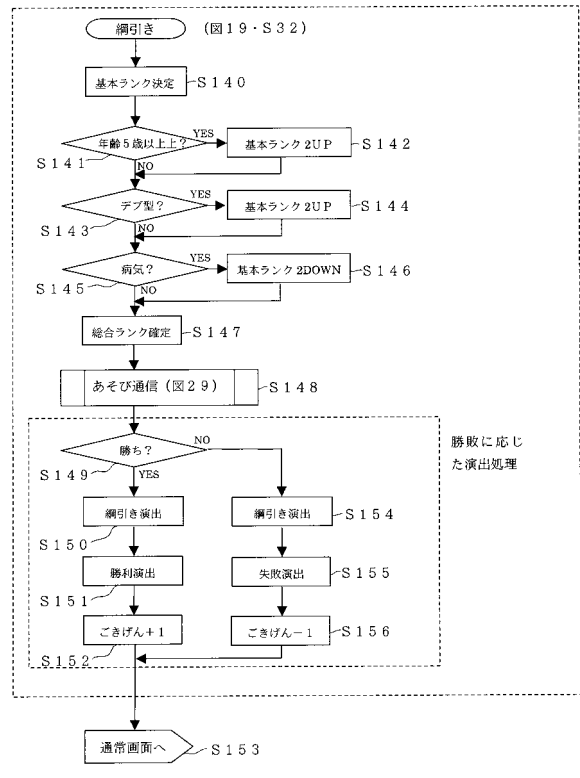 綱引き (図19・S32)
基本ランク決定 S140
年齢5歳以上上? YES 基本ランク2UP S142
S141 NO
デブ型? YES 基本ランク2UP S144
S143 NO
病気? YES 基本ランク2DOWN S146
S145 NO
総合ランク確定 S147
あそび通信(図29) S148
勝敗に応じ
た演出処理
勝ち? NO
S149 YES
綱引き演出 綱引き演出 S154
S150
勝利演出 失敗演出 S155
S151
ごきげん+1 ごきげん-1 S156
S152
通常画面へ S153